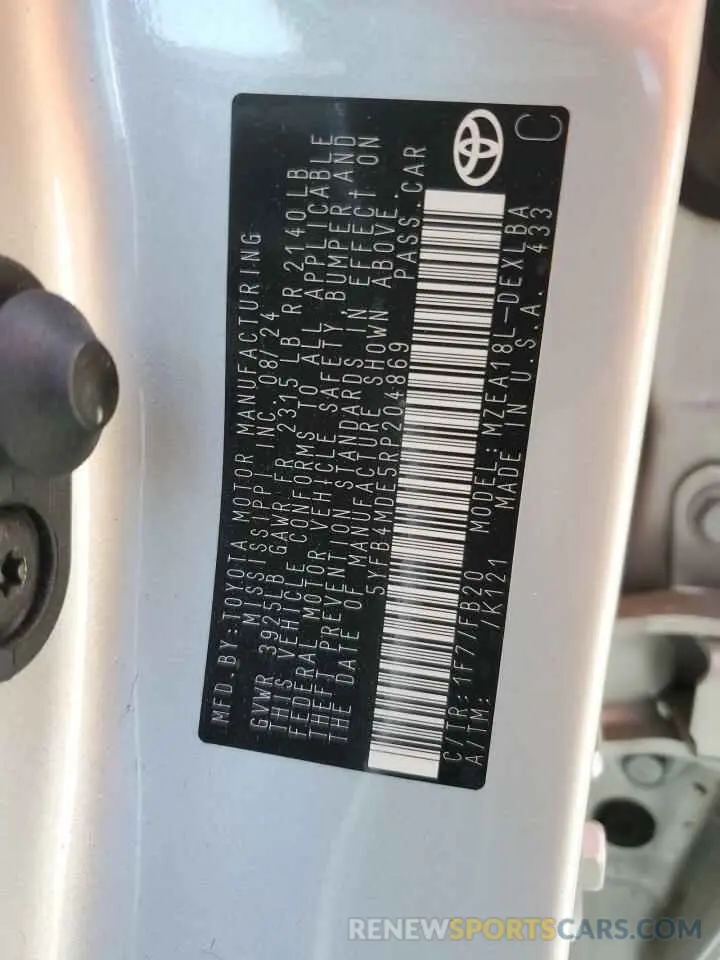 MFD.BY:TOYOTA MOTOR MANUFACTURING
MISSISSIPPI, INC. 08/24
GVWR 3925LB GAWR FR 2315 LB RR 2140 LB
THIS VEHICLE CONFORMS TO ALL APPLICABLE
FEDERAL MOTOR VEHICLE SAFETY, BUMPER AND
THEFT PREVENTION STANDARDS IN EFFECT ON
THE DATE OF MANUFACTURE SHOWN ABOVE.
5YFB4MDE5RP204869 PASS.CAR
C/TR: 1F7/FB20 MODEL: MZEA18L-DEXLBA
A/TM: /K121 MADE IN U.S.A. 433
C
RENEWSPORTSCARS.COM